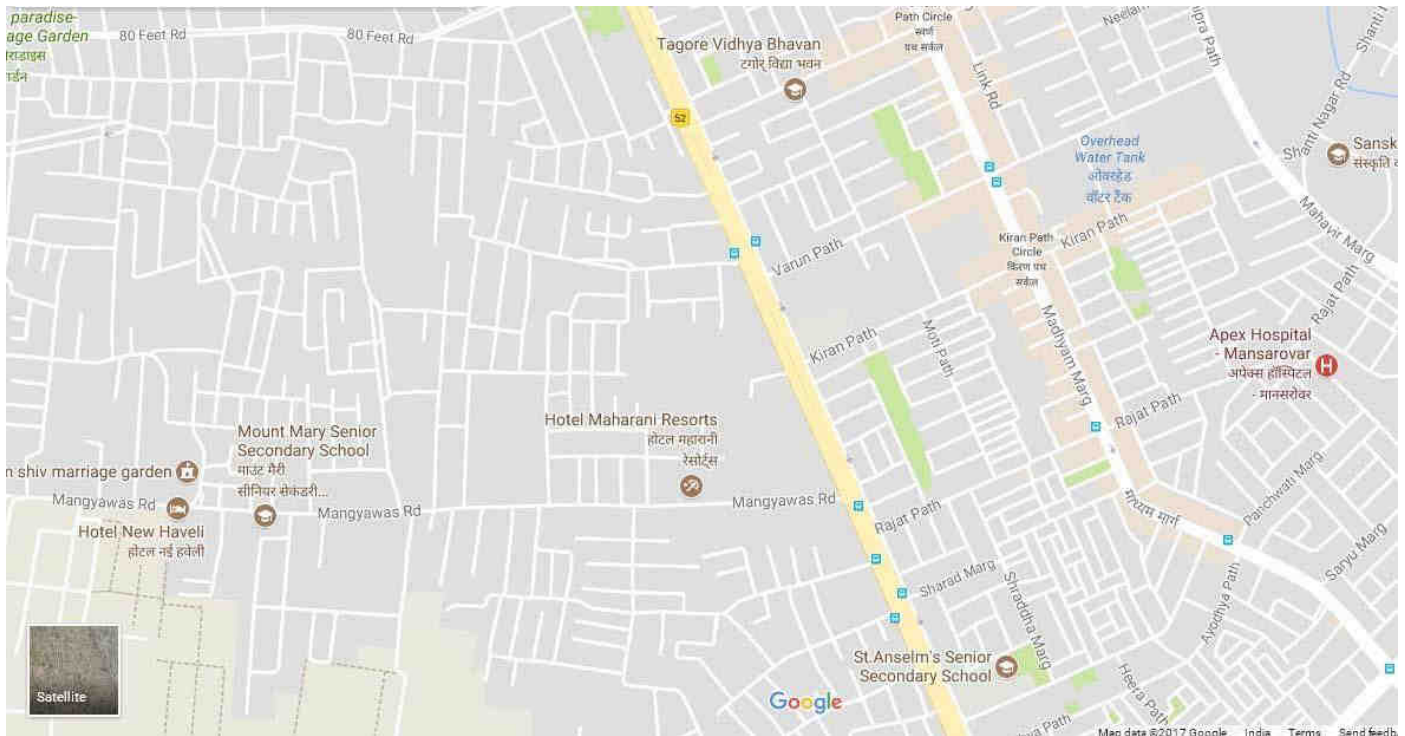 paradise-
age Garden
गार्डन
80 Feet Rd
80 Feet Rd
52
Tagore Vidhya Bhavan
टगोर विद्या भवन
Path Circle
स्वर्ण
पथ सर्कल
Link Rd
ipra Path
Shanti
Shanti Nagar Rd
Sansk
Overhead
Water Tank
ओवरहेड
वॉटर टैंक
Mahavir Marg
Varun Path
Kiran Path
Circle
किरण पथ
सर्कल
Kiran Path
Rajat Path
Kiran Path
Moti Path
Madhyam Marg
Apex Hospital
- Mansarovar
अपेक्स हॉस्पिटल
- मानसरोवर
H
Rajat Path
Hotel Maharani Resorts
होटल महारानी
रेसोर्ट्स
Mount Mary Senior
Secondary School
माउंट मैरी
सीनियर सेकंडरी...
n shiv marriage garden
Mangyawas Rd
Mangyawas Rd
Mangyawas Rd
Hotel New Haveli
होटल नई हवेली
Rajat Path
मध्यम मार्ग
Panchwati Marg
Saryu Marg
Sharad Marg
Shraddha Marg
Ayodhya Path
St.Anselm's Senior
Secondary School
Heera Path
Satellite
Google
Map data ©2017 Google India Terms Send feedb